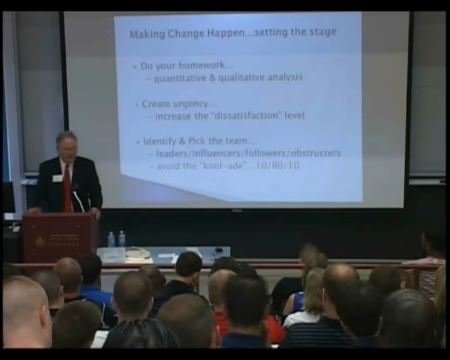 Making Change Happen...setting the stage
• Do your homework...
– quantitative & qualitative analysis
• Create urgency...
– increase the "dissatisfaction" level
• Identify & Pick the team...
– leaders/influencers/followers/obstructers
– avoid the "kool-ade"...10/80/10